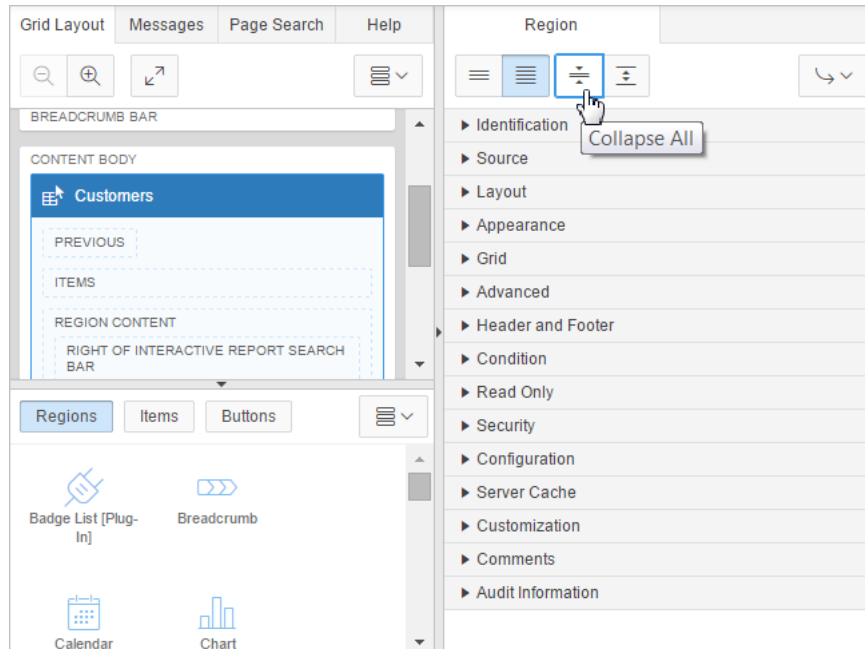 Grid Layout
Messages
Page Search
Help
BREADCRUMB BAR
CONTENT BODY
Customers
PREVIOUS
ITEMS
REGION CONTENT
RIGHT OF INTERACTIVE REPORT SEARCH
BAR
Regions
Items
Buttons
Badge List [Plug-
In]
Breadcrumb
Calendar
Chart
Region
Collapse All
Identification
Source
Layout
Appearance
Grid
Advanced
Header and Footer
Condition
Read Only
Security
Configuration
Server Cache
Customization
Comments
Audit Information